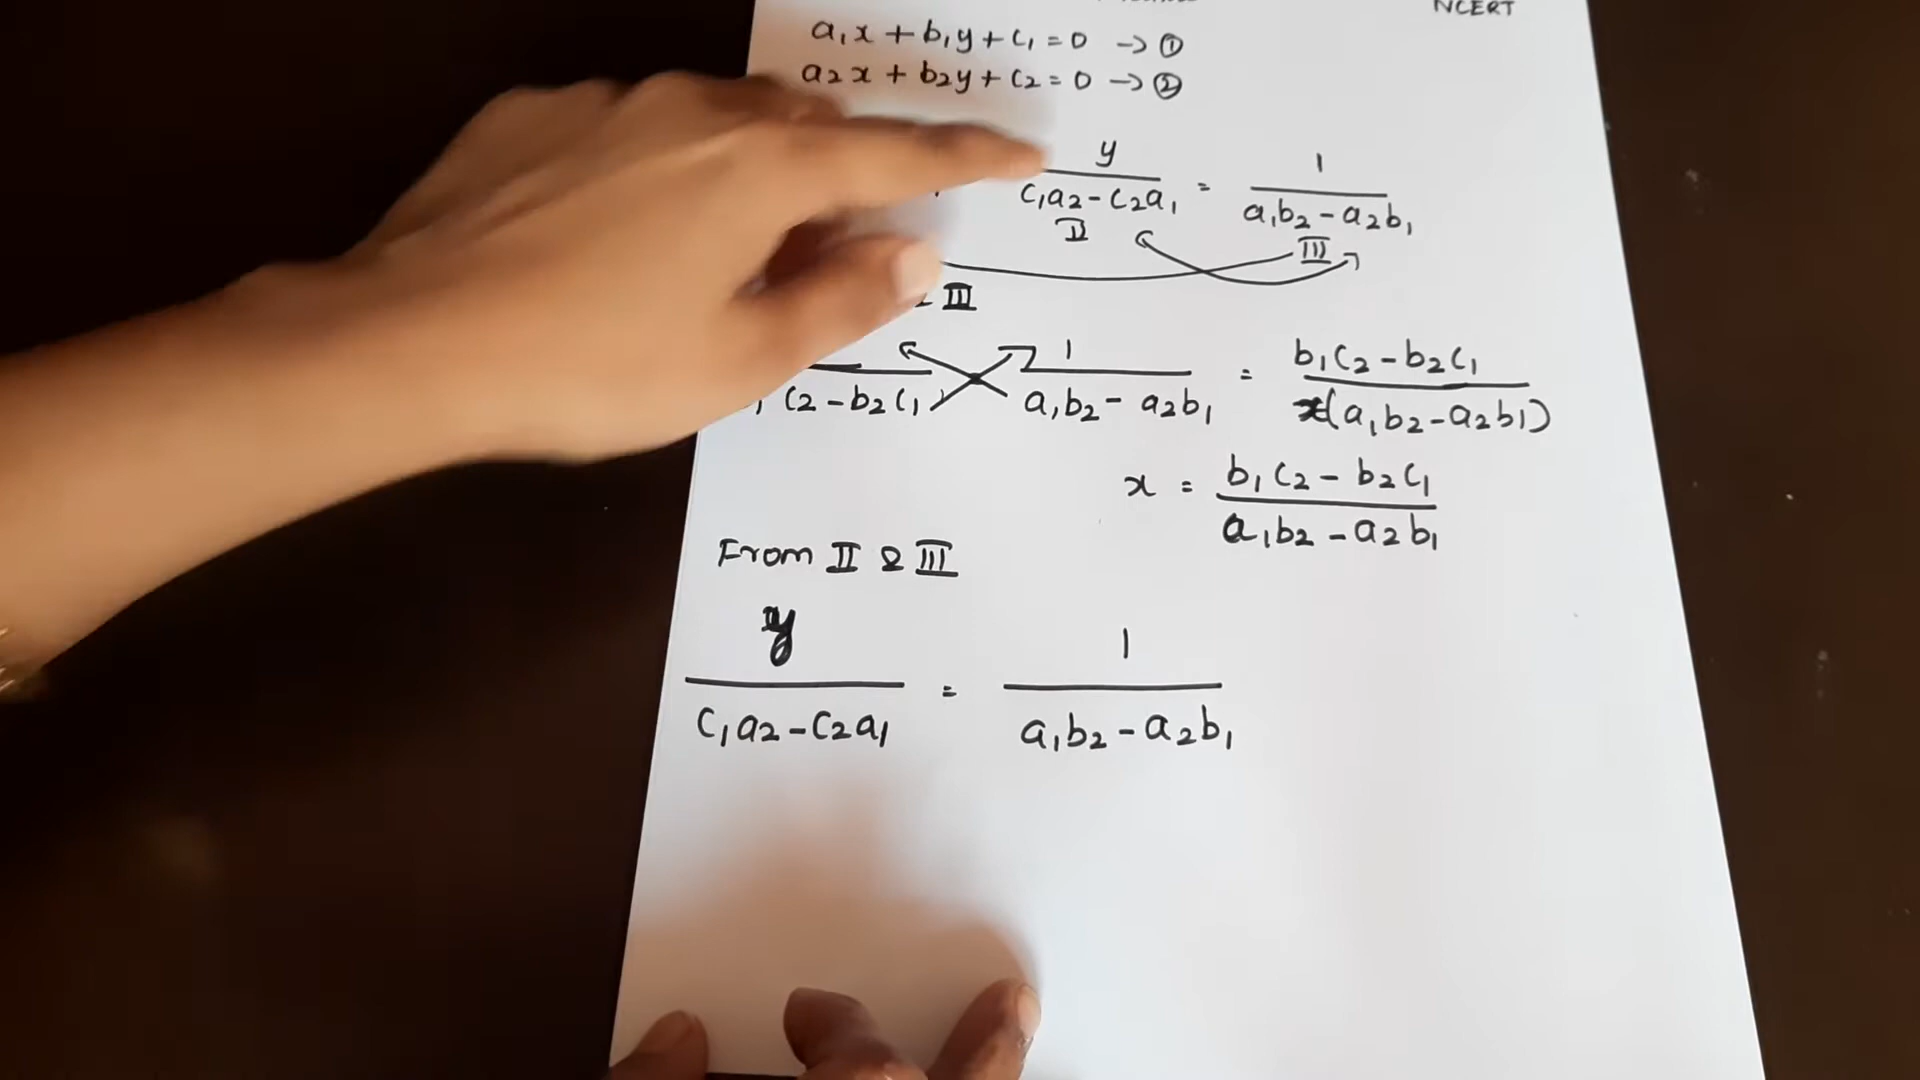 NCERT
a₁x + b₁y + c₁ = 0 → ①
a₂x + b₂y + c₂ = 0 → ②
y/(c₁a₂ - c₂a₁) = 1/(a₁b₂ - a₂b₁)
II III
III
1
c₂ - b₂c₁) a₁b₂ - a₂b₁ = (b₁c₂ - b₂c₁)/(x(a₁b₂ - a₂b₁))
x = (b₁c₂ - b₂c₁)/(a₁b₂ - a₂b₁)
From II & III
y/(c₁a₂ - c₂a₁) = 1/(a₁b₂ - a₂b₁)